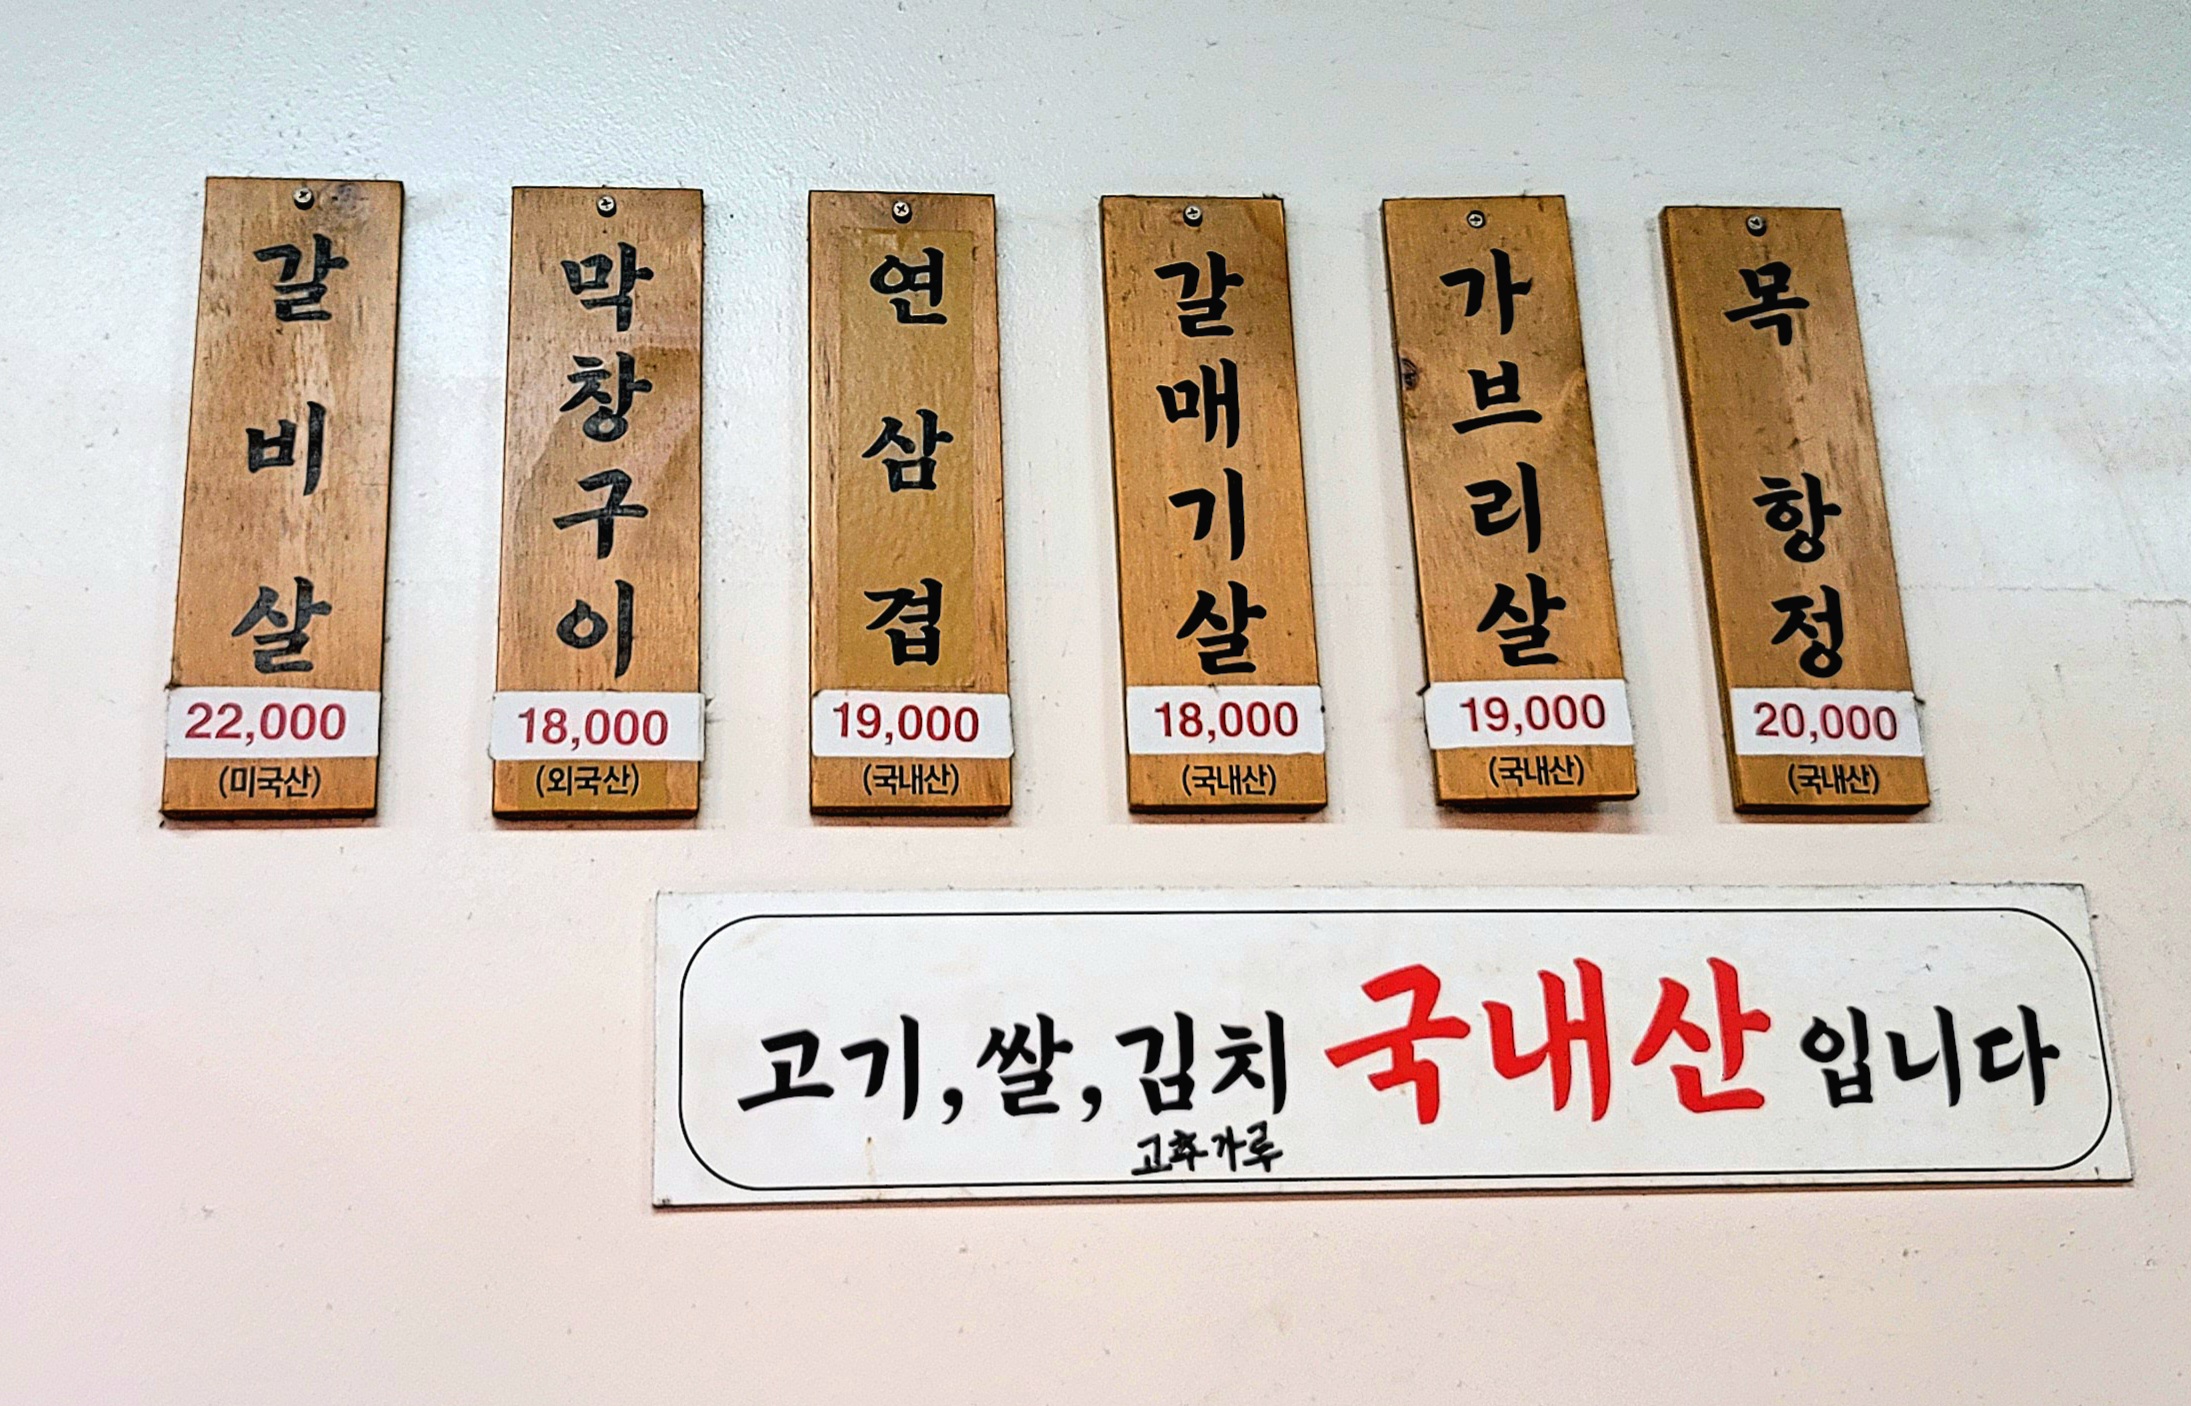 갈비살
22,000
(미국산)
막창구이
18,000
(외국산)
연삼겹
19,000
(국내산)
갈매기살
18,000
(국내산)
가브리살
19,000
(국내산)
목 항정
20,000
(국내산)
고기,쌀,김치 국내산 입니다
고추가루